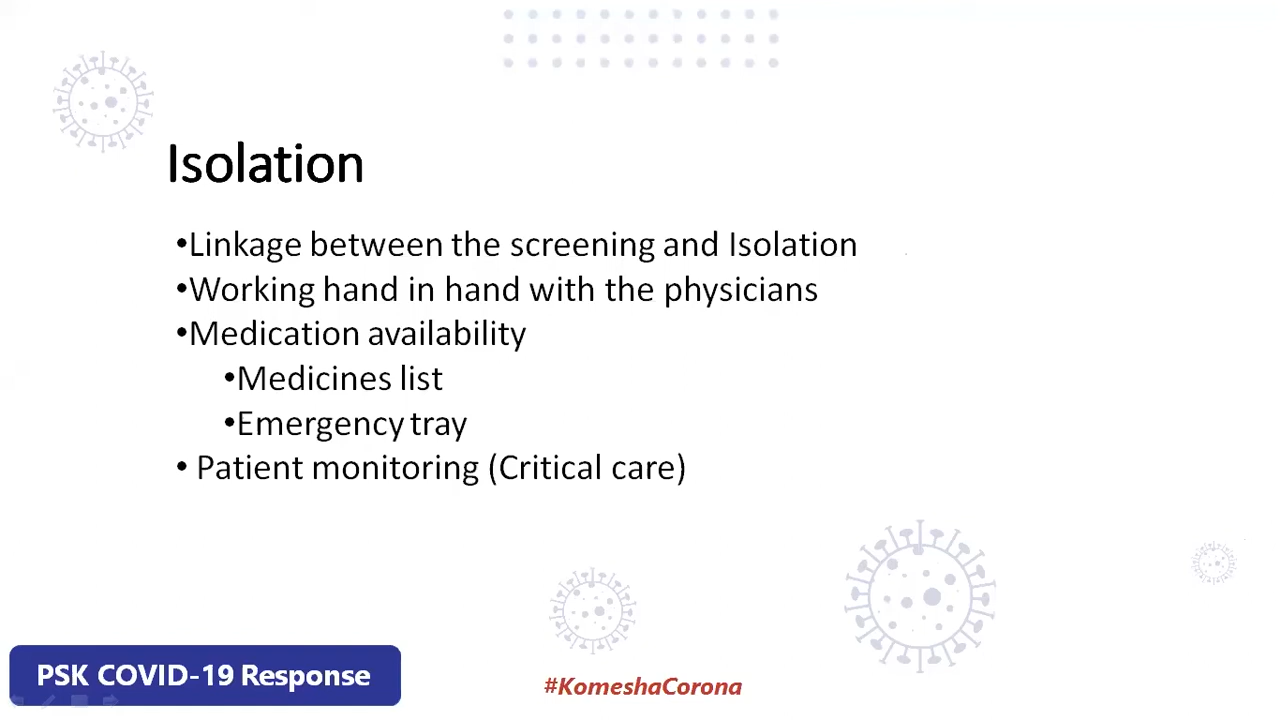 Isolation
•Linkage between the screening and Isolation
•Working hand in hand with the physicians
•Medication availability
•Medicines list
•Emergency tray
• Patient monitoring (Critical care)
PSK COVID-19 Response
#KomeshaCorona